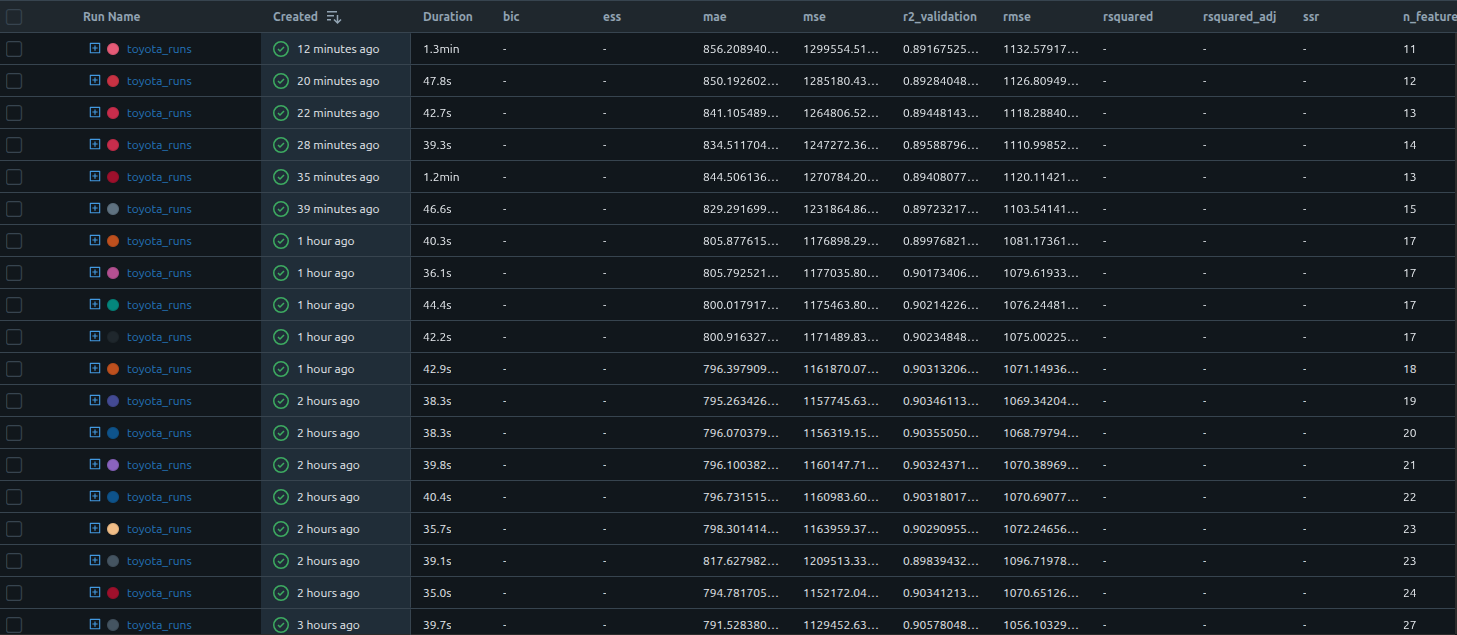 Run Name Created Duration bic ess mae mse r2_validation rmse rsquared rsquared_adj ssr n_feature
toyota_runs 12 minutes ago 1.3min - - 856.208940... 1299554.51... 0.89167525... 1132.57917... - - - 11
toyota_runs 20 minutes ago 47.8s - - 850.192602... 1285180.43... 0.89284048... 1126.80949... - - - 12
toyota_runs 22 minutes ago 42.7s - - 841.105489... 1264806.52... 0.89448143... 1118.28840... - - - 13
toyota_runs 28 minutes ago 39.3s - - 834.511704... 1247272.36... 0.89588796... 1110.99852... - - - 14
toyota_runs 35 minutes ago 1.2min - - 844.506136... 1270784.20... 0.89408077... 1120.11421... - - - 13
toyota_runs 39 minutes ago 46.6s - - 829.291699... 1231864.86... 0.89723217... 1103.54141... - - - 15
toyota_runs 1 hour ago 40.3s - - 805.877615... 1176898.29... 0.89976821... 1081.17361... - - - 17
toyota_runs 1 hour ago 36.1s - - 805.792521... 1177035.80... 0.90173406... 1079.61933... - - - 17
toyota_runs 1 hour ago 44.4s - - 800.017917... 1175463.80... 0.90214226... 1076.24481... - - - 17
toyota_runs 1 hour ago 42.2s - - 800.916327... 1171489.83... 0.90234848... 1075.00225... - - - 17
toyota_runs 1 hour ago 42.9s - - 796.397909... 1161870.07... 0.90313206... 1071.14936... - - - 18
toyota_runs 2 hours ago 38.3s - - 795.263426... 1157745.63... 0.90346113... 1069.34204... - - - 19
toyota_runs 2 hours ago 38.3s - - 796.070379... 1156319.15... 0.90355050... 1068.79794... - - - 20
toyota_runs 2 hours ago 39.8s - - 796.100382... 1160147.71... 0.90324371... 1070.38969... - - - 21
toyota_runs 2 hours ago 40.4s - - 796.731515... 1160983.60... 0.90318017... 1070.69077... - - - 22
toyota_runs 2 hours ago 35.7s - - 798.301414... 1163959.37... 0.90290955... 1072.24656... - - - 23
toyota_runs 2 hours ago 39.1s - - 817.627982... 1209513.33... 0.89839432... 1096.71978... - - - 23
toyota_runs 2 hours ago 35.0s - - 794.781705... 1152172.04... 0.90341213... 1070.65126... - - - 24
toyota_runs 3 hours ago 39.7s - - 791.528380... 1129452.63... 0.90578048... 1056.10329... - - - 27